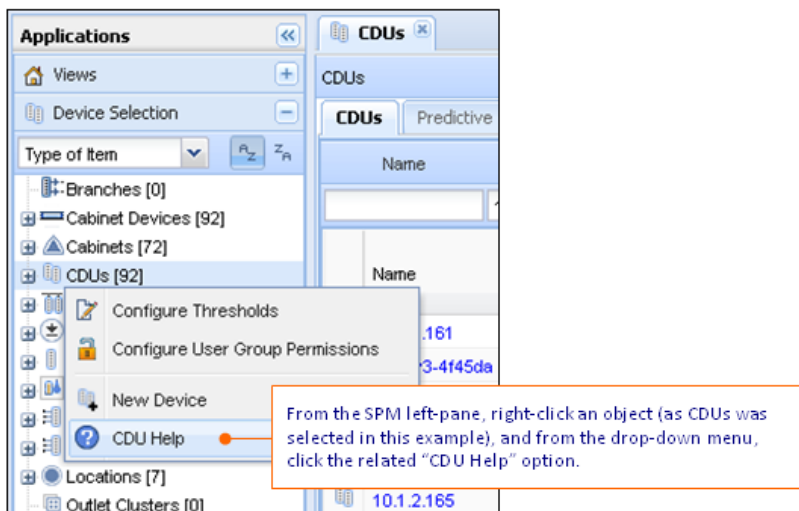 Applications
CDUs
Views
CDUs
Device Selection
CDUs
Predictive
Type of Item
Name
Branches [0]
Cabinet Devices [92]
Cabinets [72]
CDUs [92]
Name
Configure Thresholds
.161
Configure User Group Permissions
3-4f45da
New Device
CDU Help
From the SPM left-pane, right-click an object (as CDUs was
selected in this example), and from the drop-down menu,
click the related “CDU Help” option.
Locations [7]
Outlet Clusters [0]
10.1.2.165